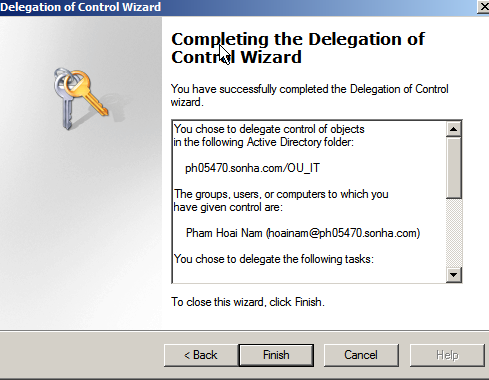 Delegation of Control Wizard
Completing the Delegation of
Control Wizard
You have successfully completed the Delegation of Control
wizard.
You chose to delegate control of objects
in the following Active Directory folder:
ph05470.sonha.com/OU_IT
The groups, users, or computers to which you
have given control are:
Pham Hoai Nam (hoainam@ph05470.sonha.com)
You chose to delegate the following tasks:
To close this wizard, click Finish.
< Back
Finish
Cancel
Help